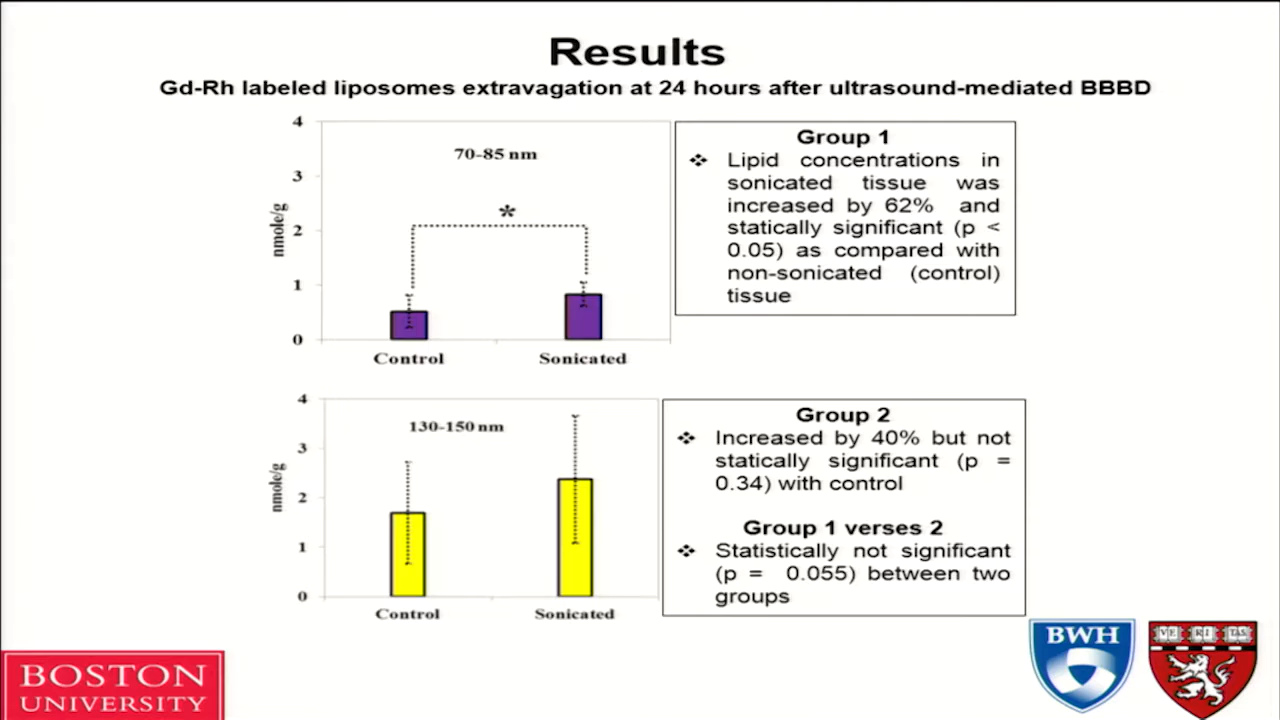 Results
Gd-Rh labeled liposomes extravagation at 24 hours after ultrasound-mediated BBBD
4
3
2
1
0
nmole/g
70-85 nm
*
Control
Sonicated
Group 1
❖ Lipid concentrations in
sonicated tissue was
increased by 62% and
statically significant (p <
0.05) as compared with
non-sonicated (control)
tissue
4
3
2
1
0
nmole/g
130-150 nm
Control
Sonicated
Group 2
❖ Increased by 40% but not
statically significant (p =
0.34) with control
Group 1 verses 2
❖ Statistically not significant
(p = 0.055) between two
groups
BOSTON
UNIVERSITY
BWH
VE RI TAS